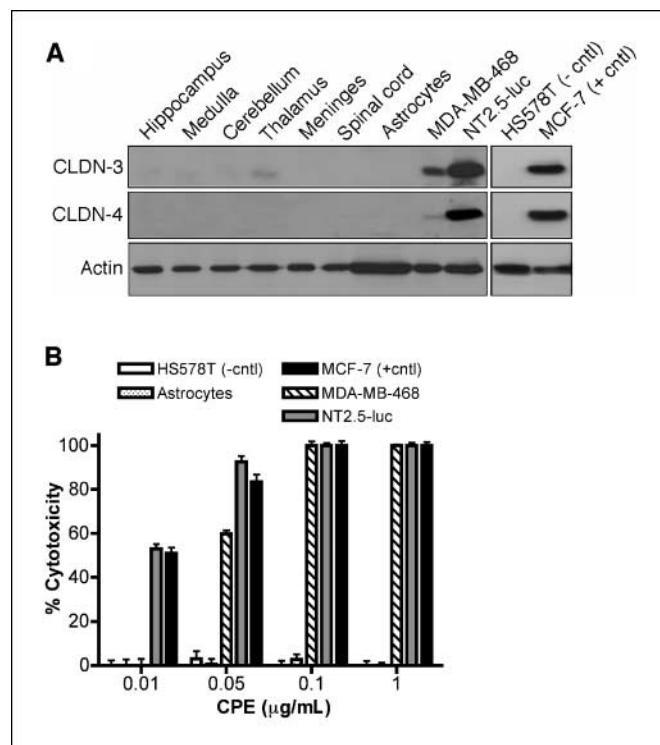 A
Hippocampus
Medulla
Cerebellum
Thalamus
Meninges
Spinal cord
Astrocytes
MDA-MB-468
NT2.5-luc
HS578T (- cntl)
MCF-7 (+ cntl)
CLDN-3
CLDN-4
Actin
B
HS578T (-cntl) MCF-7 (+cntl)
Astrocytes MDA-MB-468
NT2.5-luc
% Cytotoxicity
100
80
60
40
20
0
0.01 0.05 0.1 1
CPE (μg/mL)